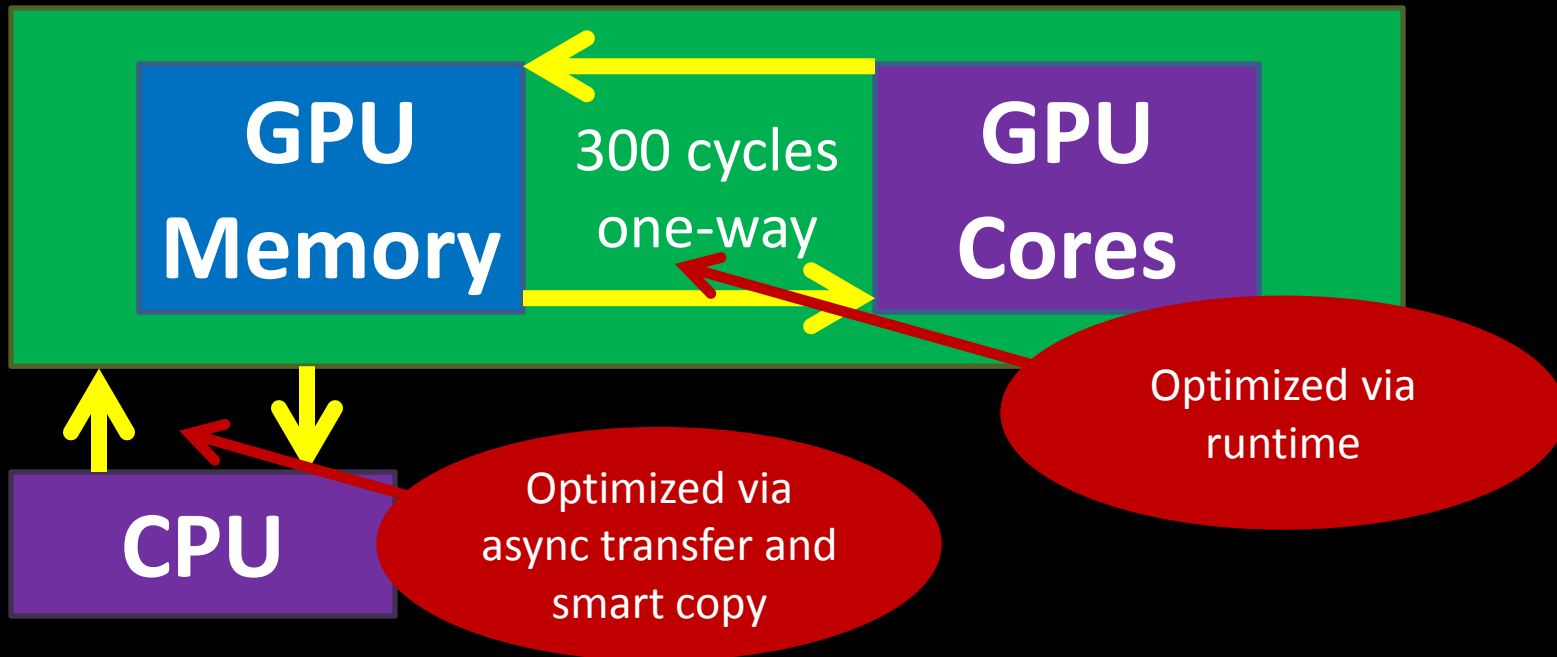 GPU
Memory
300 cycles
one-way
GPU
Cores
Optimized via
runtime
CPU
Optimized via
async transfer and
smart copy